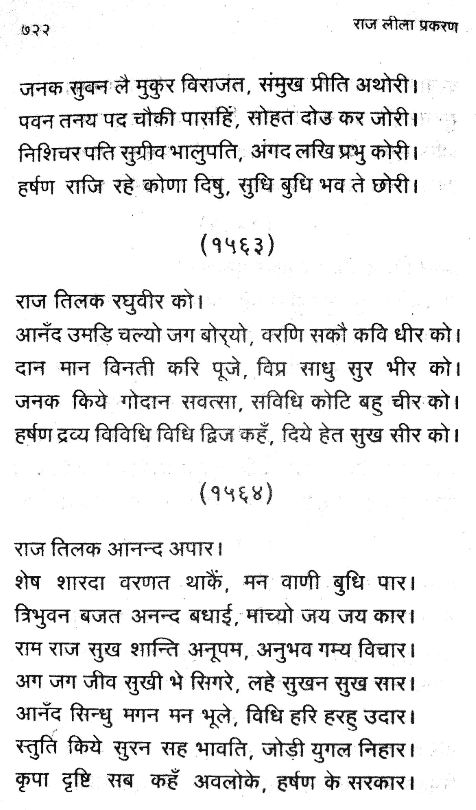 ७२२
राज लीला प्रकरण
जनक सुवन लै मुकुर विराजत, संमुख प्रीति अथोरी।
पवन तनय पद चौकी पासहिं, सोहत दोउ कर जोरी।
निशिचर पति सुग्रीव भालुपति, अंगद लखि प्रभु कोरी।
हर्षण राजि रहे कोणा दिषु, सुधि बुधि भव ते छोरी।
(१५६३)
राज तिलक रघुवीर को।
आनँद उमड़ि चल्यो जग बोर्‍यो, वरणि सकौ कवि धीर को।
दान मान विनती करि पूजे, विप्र साधु सुर भीर को।
जनक किये गोदान सवत्सा, सविधि कोटि बहु चीर को।
हर्षण द्रव्य विविधि विधि द्विज कहँ, दिये हेत सुख सीर को।
(१५६४)
राज तिलक आनन्द अपार।
शेष शारदा वरणत थाकैं, मन वाणी बुधि पार।
त्रिभुवन बजत अनन्द बधाई, माच्यो जय जय कार।
राम राज सुख शान्ति अनूपम, अनुभव गम्य विचार।
अग जग जीव सुखी भे सिगरे, लहे सुखन सुख सार।
आनँद सिन्धु मगन मन भूले, विधि हरि हरहु उदार।
स्तुति किये सुरन सह भावति, जोड़ी युगल निहार।
कृपा दृष्टि सब कहँ अवलोके, हर्षण के सरकार।